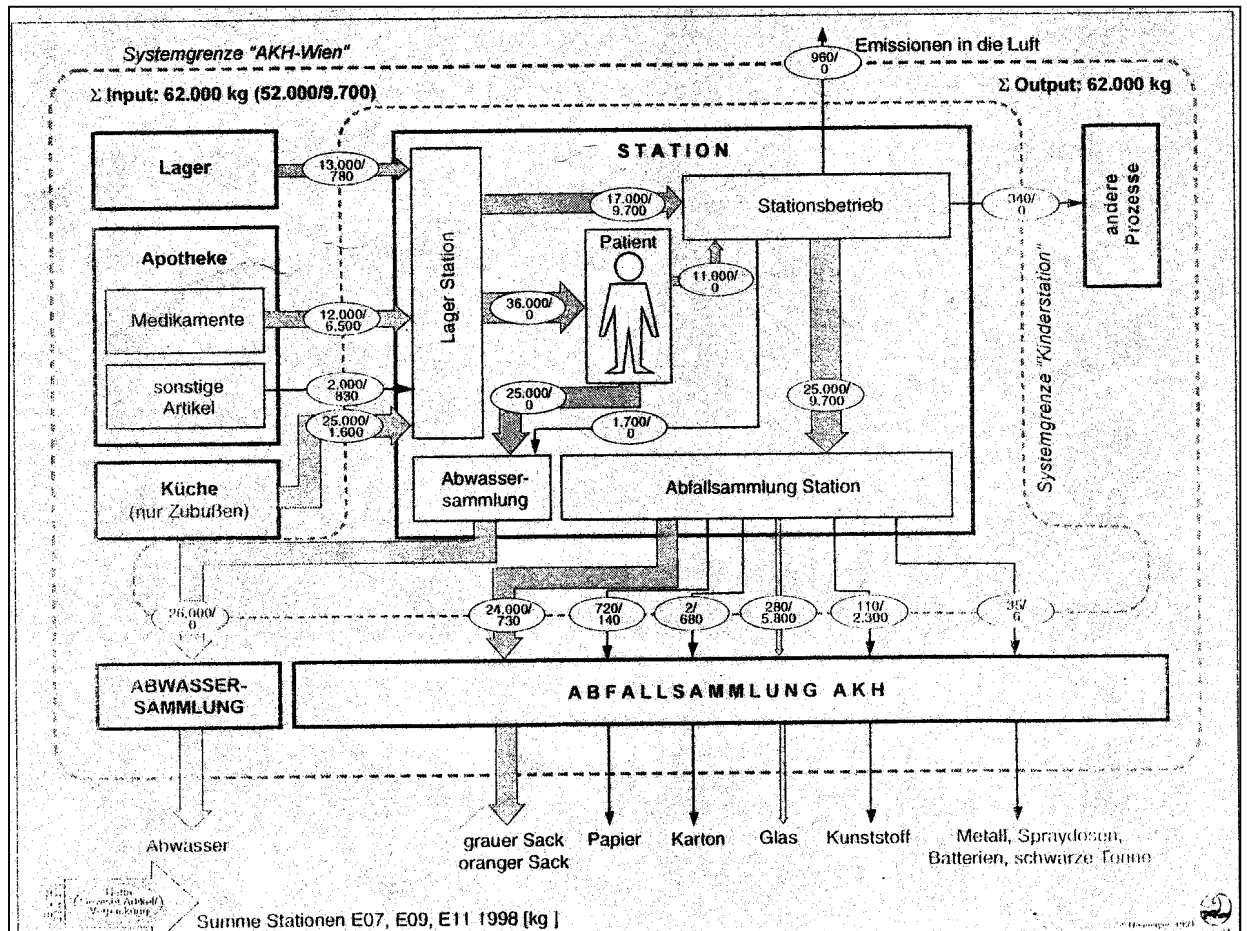 Systemgrenze "AKH-Wien"
960/
0
Emissionen in die Luft
Σ Input: 62.000 kg (52.000/9.700)
Σ Output: 62.000 kg
STATION
Lager
13.000/
780
Lager Station
17.000/
9.700
Stationsbetrieb
340/
0
andere
Prozesse
Apotheke
Medikamente
12.000/
6.500
sonstige
Artikel
2.000/
830
Patient
36.000/
0
11.000/
0
25.000/
0
25.000/
9.700
1.700/
0
25.000/
1.600
Systemgrenze "Kinderstation"
Küche
(nur Zubußen)
Abwasser-
sammlung
Abfallsammlung Station
26.000/
0
24.000/
730
720/
140
2/
680
280/
5.800
110/
2.300
35/
ABWASSER-
SAMMLUNG
ABFALLSAMMLUNG AKH
Abwasser
grauer Sack
oranger Sack
Papier
Karton
Glas
Kunststoff
Metall, Spraydosen,
Batterien, schwarze Tonne
Verpackung)
Summe Stationen E07, E09, E11 1998 [kg ]